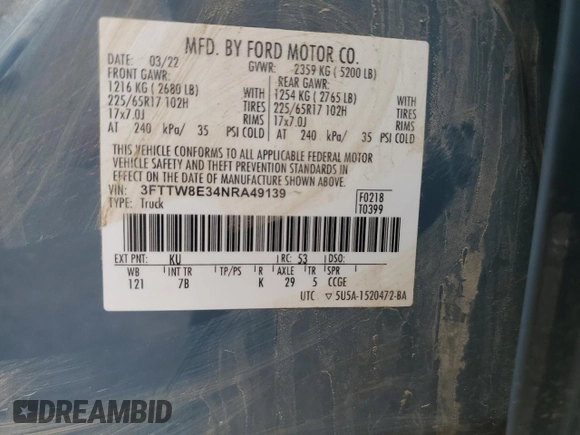 MFD. BY FORD MOTOR CO.
DATE: 03/22 GVWR: 2359 KG ( 5200 LB)
FRONT GAWR: REAR GAWR:
1216 KG ( 2680 LB) WITH 1254 KG ( 2765 LB) WITH
225/65R17 102H TIRES 225/65R17 102H TIRES
17x7.0J RIMS 17x7.0J RIMS
AT 240 kPa/ 35 PSI COLD AT 240 kPa/ 35 PSI COLD
THIS VEHICLE CONFORMS TO ALL APPLICABLE FEDERAL MOTOR
VEHICLE SAFETY AND THEFT PREVENTION STANDARDS IN
EFFECT ON THE DATE OF MANUFACTURE SHOWN ABOVE.
VIN: 3FTTW8E34NRA49139 F0218
TYPE: Truck T0399
EXT PNT: KU RC: 53 DSO:
WB INT TR TP/PS R AXLE TR SPR
121 7B K 29 5 CCGE
UTC ▽ 5U5A-1520472-BA
DREAMBID